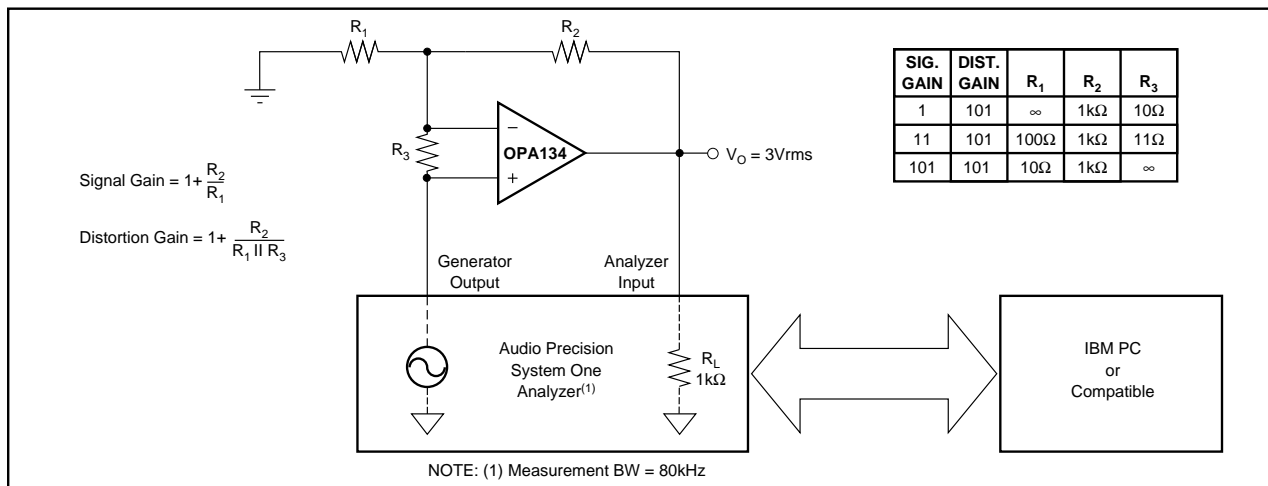 R1
R2
R3
−
OPA134
+
VO = 3Vrms
SIG. GAIN DIST. GAIN R1 R2 R3
1 101 ∞ 1kΩ 10Ω
11 101 100Ω 1kΩ 11Ω
101 101 10Ω 1kΩ ∞
Signal Gain = 1+ R2/R1
Distortion Gain = 1+ R2/(R1 II R3)
Generator
Output
Analyzer
Input
Audio Precision
System One
Analyzer(1)
RL
1kΩ
IBM PC
or
Compatible
NOTE: (1) Measurement BW = 80kHz